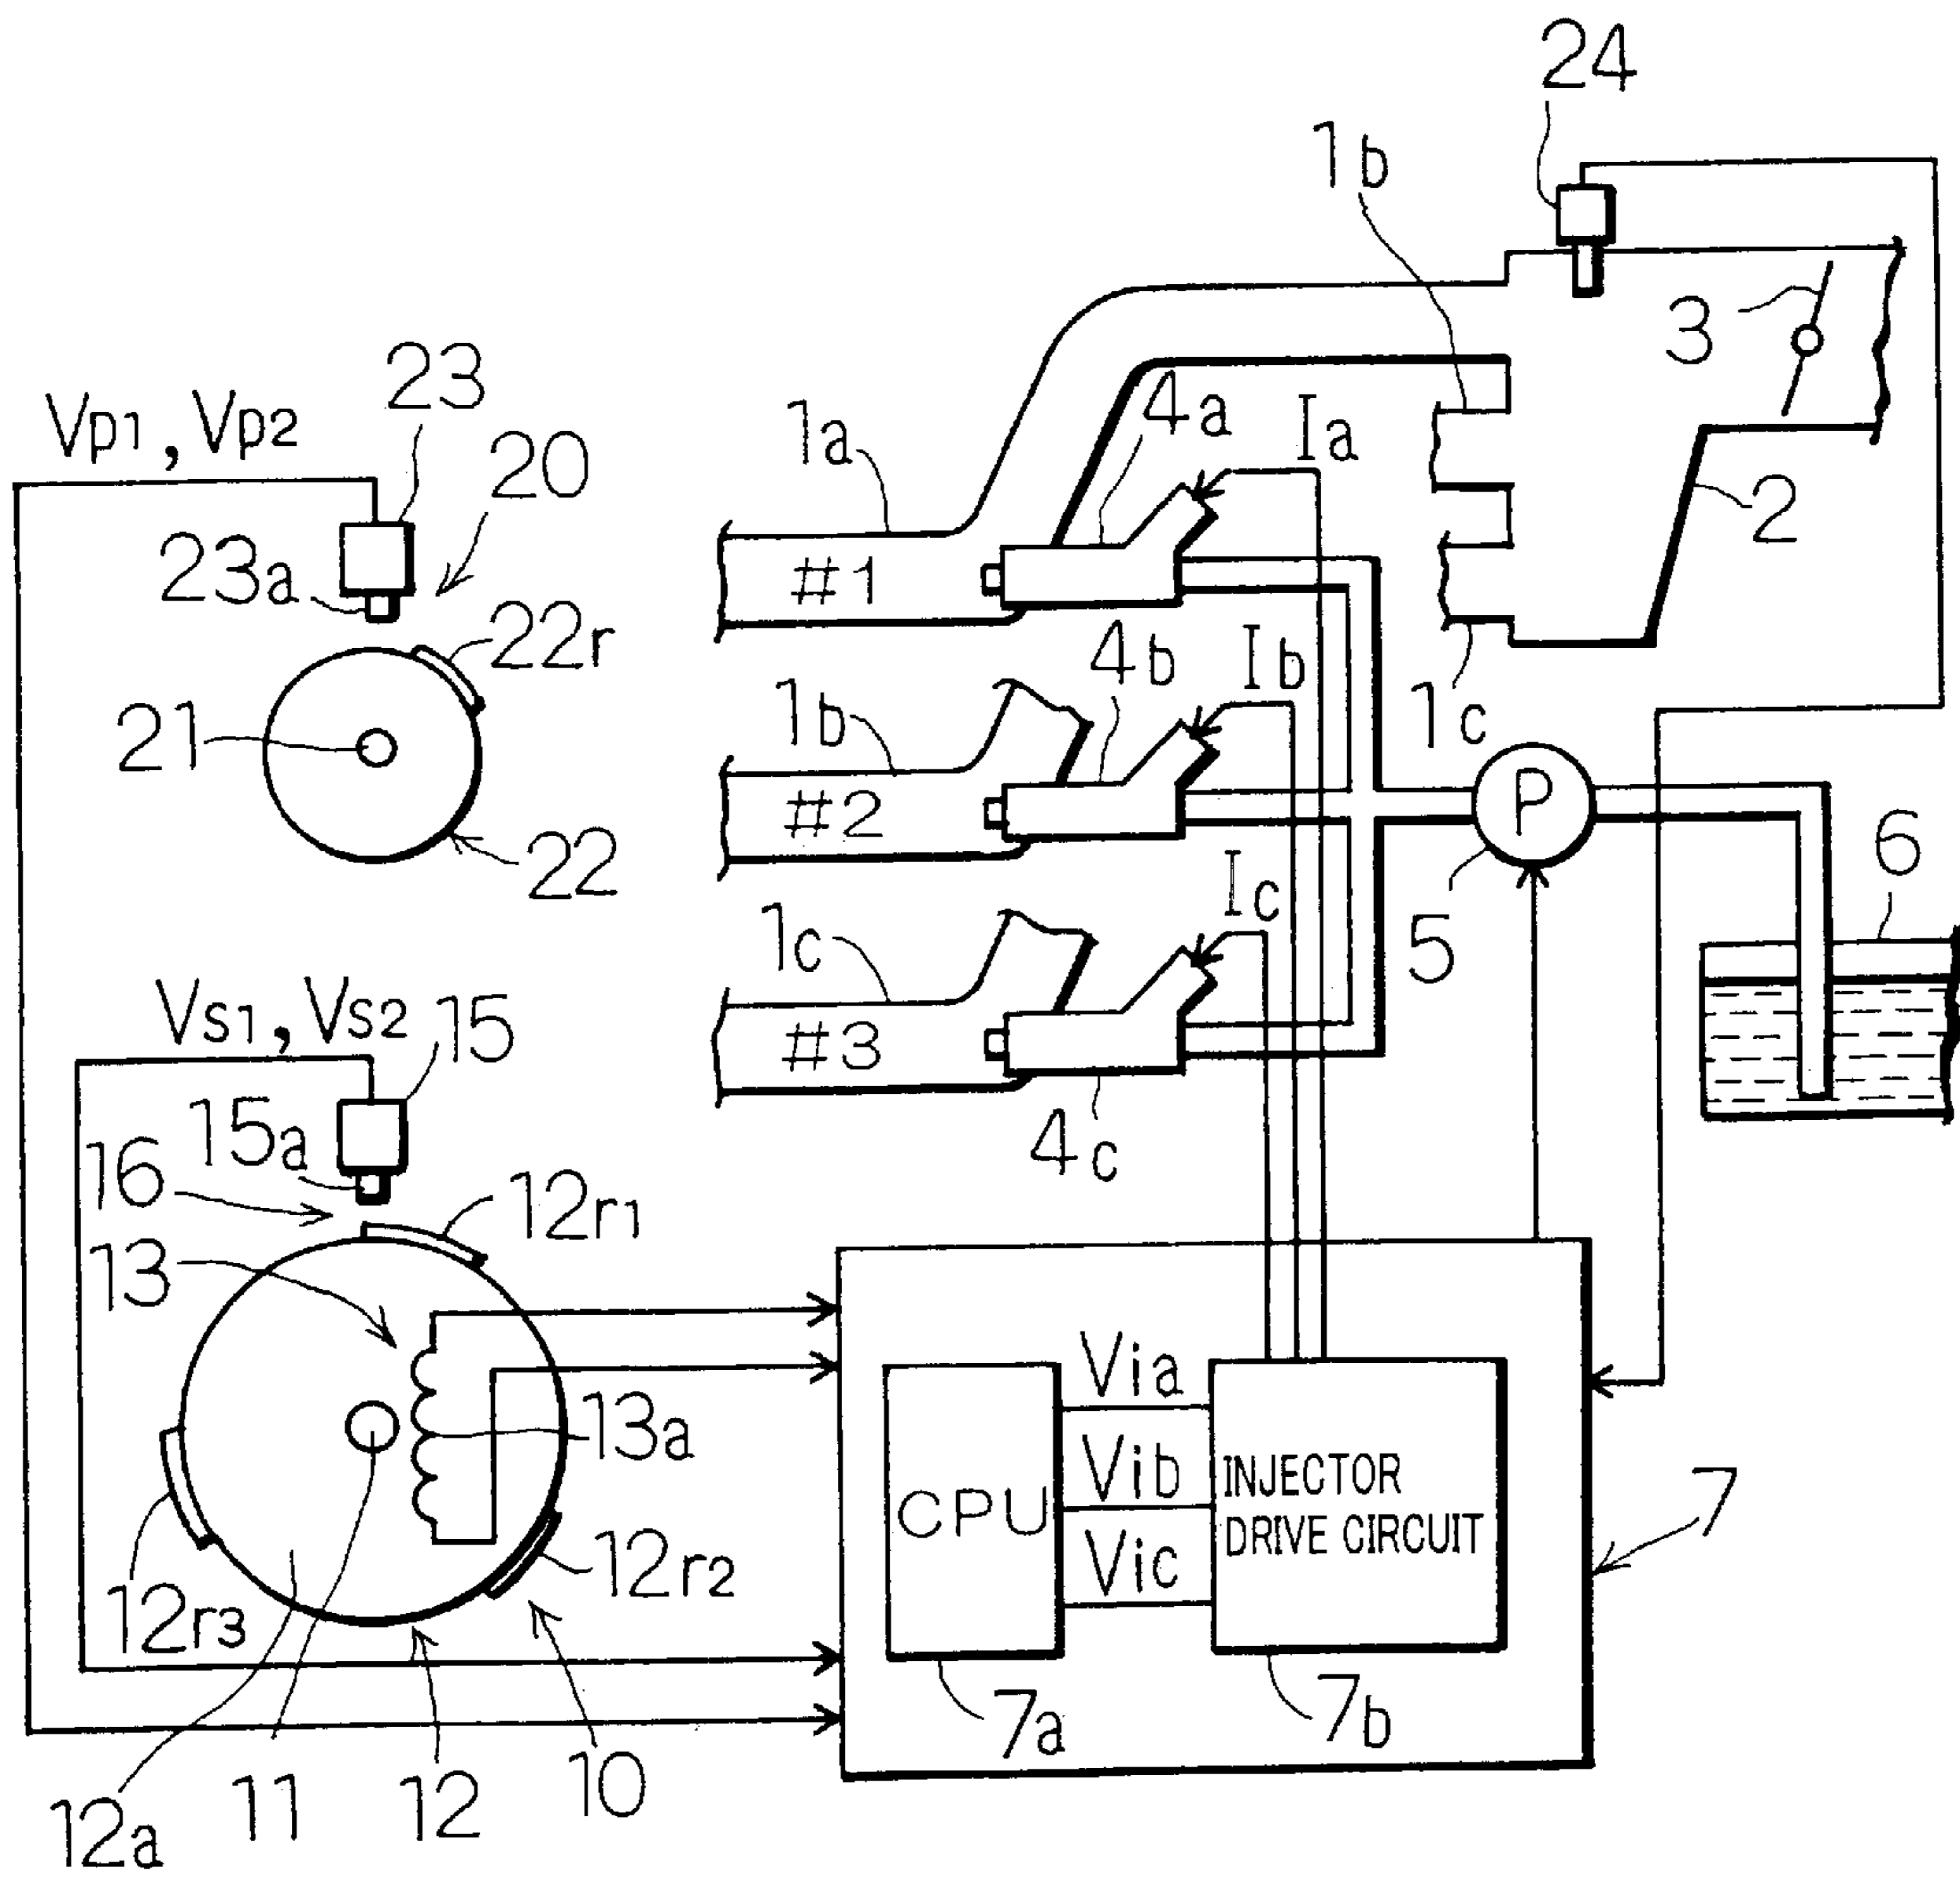 24
1b
3
23
Vp1, Vp2
20
1a
4a
Ia
2
23a
#1
22r
4b
Ib
1b
1c
21
P
#2
22
6
Ic
1c
5
Vs1, Vs2
15
#3
15a
4c
16
12r1
13
Via
13a
Vib
INJECTOR
CPU
DRIVE CIRCUIT
7
Vic
12r2
12r3
7a
7b
10
11
12
12a